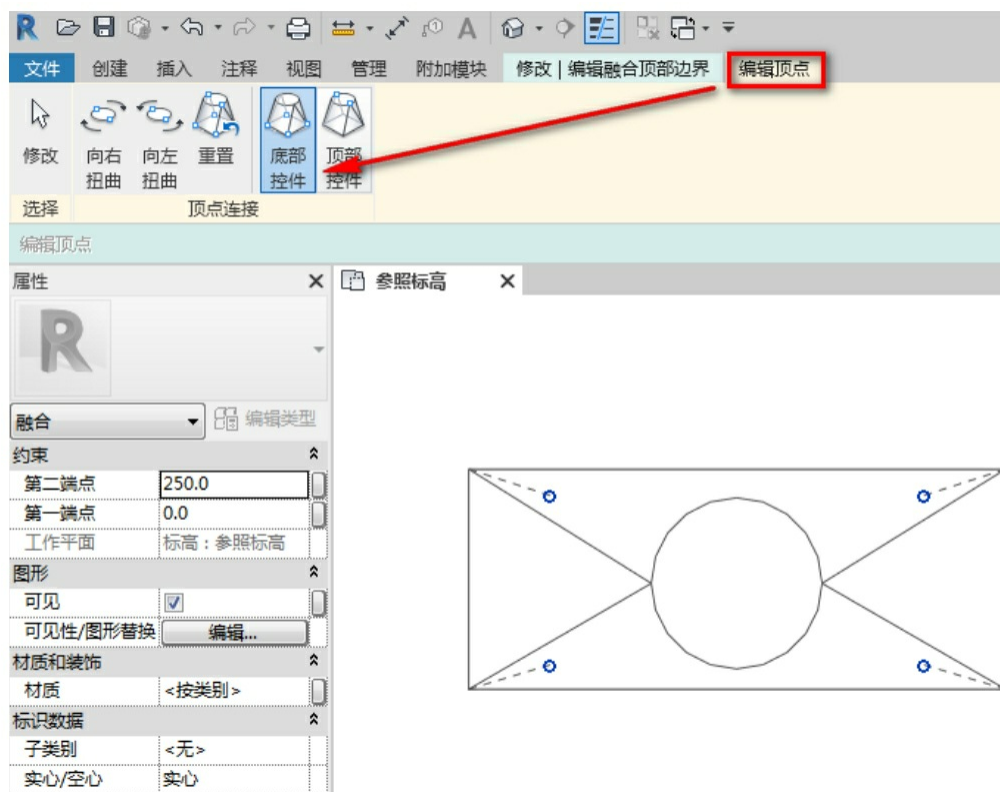 文件 创建 插入 注释 视图 管理 附加模块 修改 | 编辑融合顶部边界 编辑顶点
修改 向右 向左 重置 底部 顶部
扭曲 扭曲 控件 控件
选择 顶点连接
编辑顶点
属性 参照标高
融合 编辑类型
约束
第二端点 250.0
第一端点 0.0
工作平面 标高 : 参照标高
图形
可见
可见性/图形替换 编辑...
材质和装饰
材质 <按类别>
标识数据
子类别 <无>
实心/空心 实心